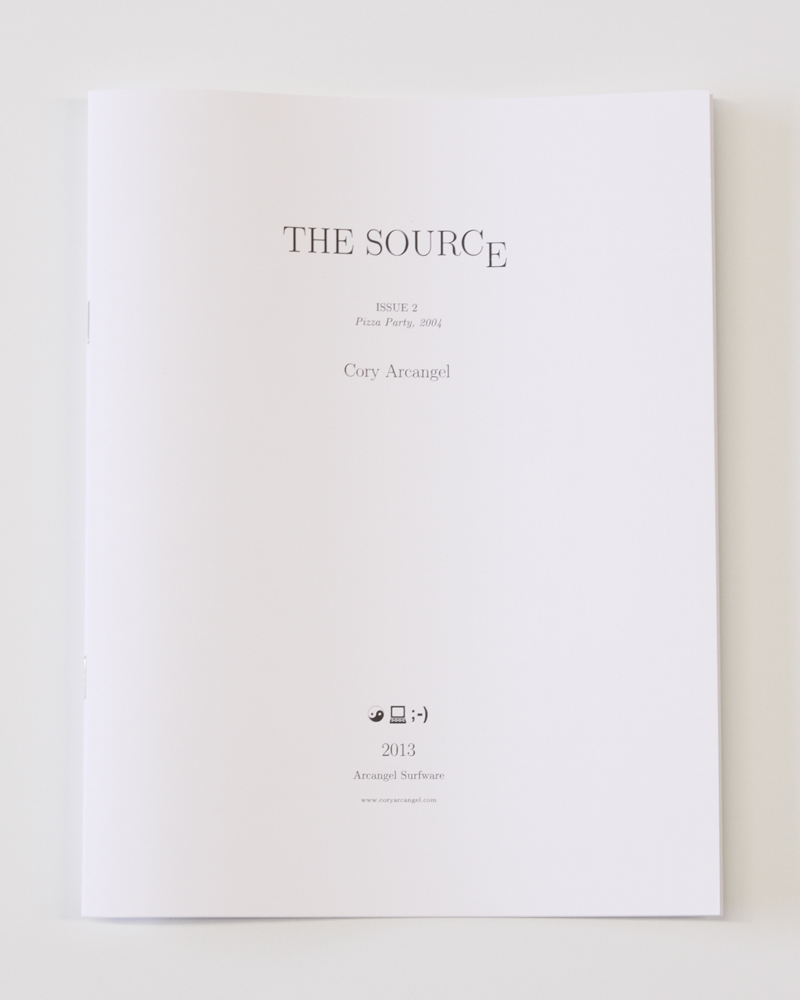 THE SOURCE
ISSUE 2
Pizza Party, 2004
Cory Arcangel
☯ 💻 ;-)
2013
Arcangel Surfware
www.coryarcangel.com